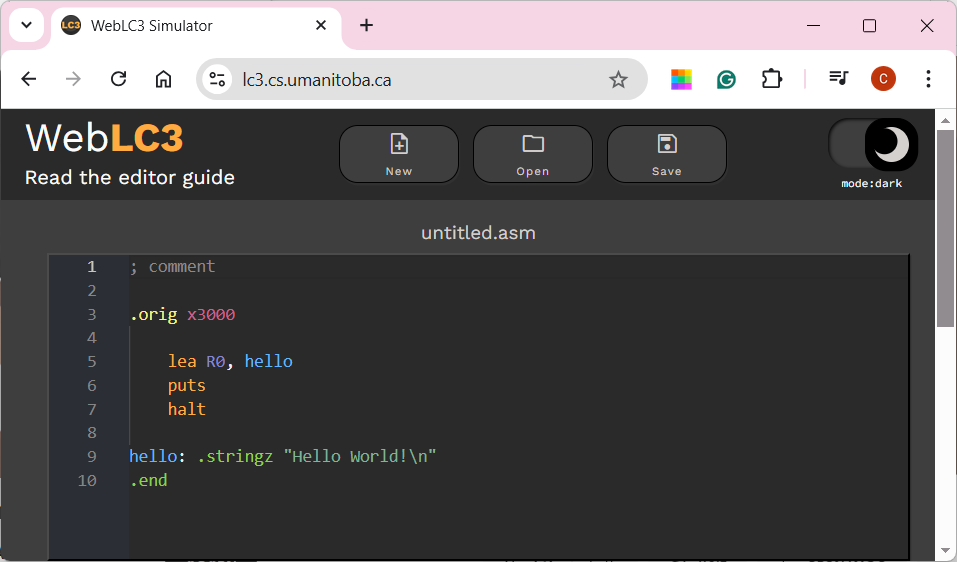 WebLC3 Simulator
lc3.cs.umanitoba.ca
C
WebLC3
Read the editor guide
New
Open
Save
mode:dark
untitled.asm
1 ; comment
2
3 .orig x3000
4
5 lea R0, hello
6 puts
7 halt
8
9 hello: .stringz "Hello World!\n"
10 .end